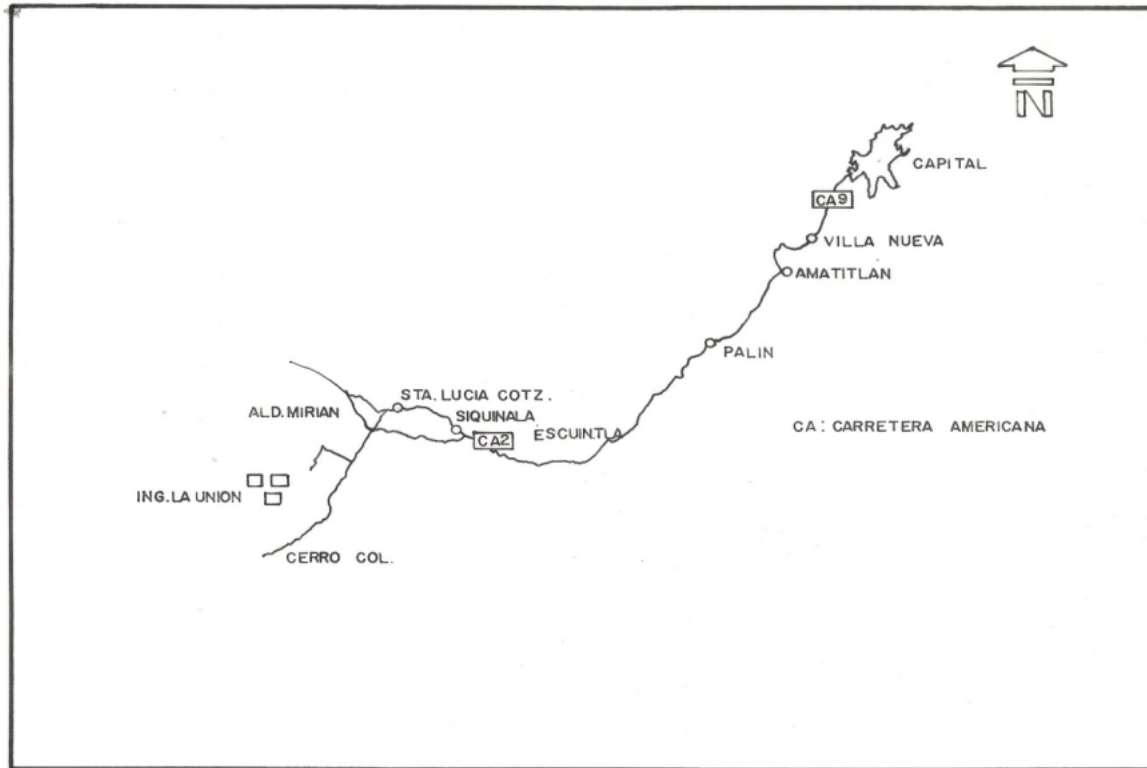 N
CAPITAL
CA9
VILLA NUEVA
AMATITLAN
PALIN
STA. LUCIA COTZ.
ALD. MIRIAN
SIQUINALA
CA2
ESCUINTLA
CA: CARRETERA AMERICANA
ING. LA UNION
CERRO COL.